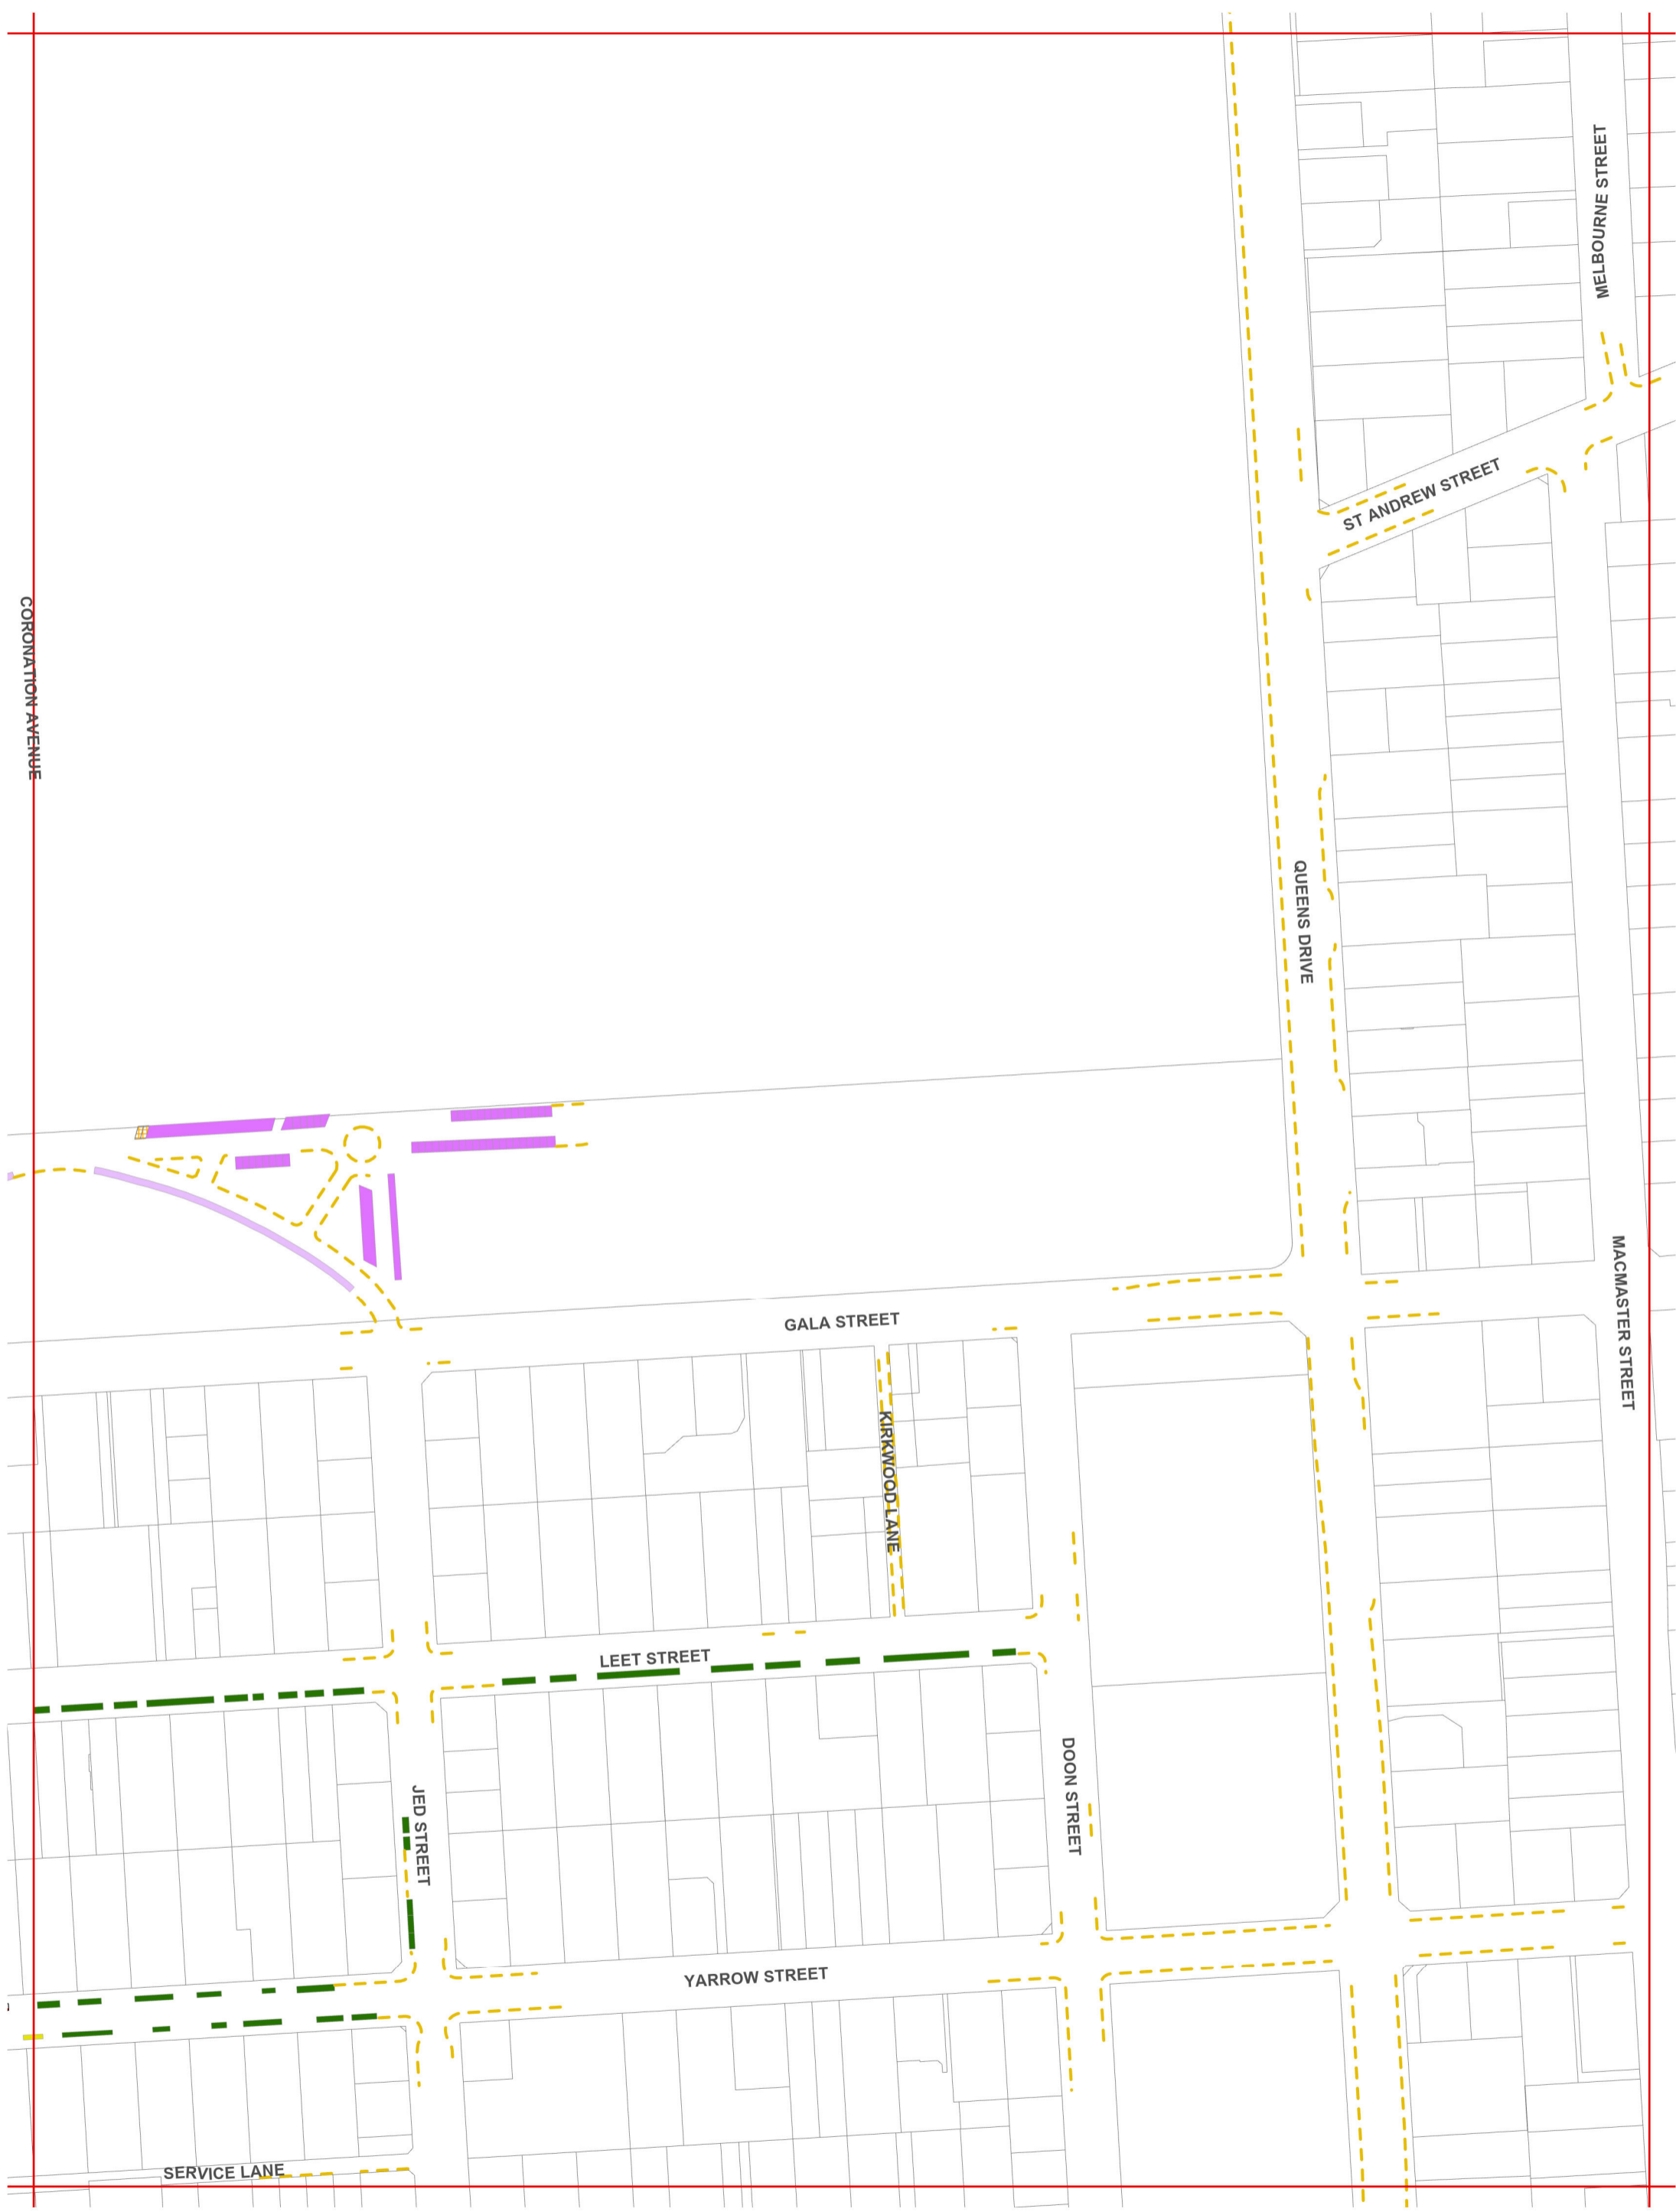 MELBOURNE STREET
ST ANDREW STREET
CORONATION AVENUE
QUEENS DRIVE
MACMASTER STREET
GALA STREET
KIRKWOOD LANE
LEET STREET
DOON STREET
JED STREET
YARROW STREET
SERVICE LANE